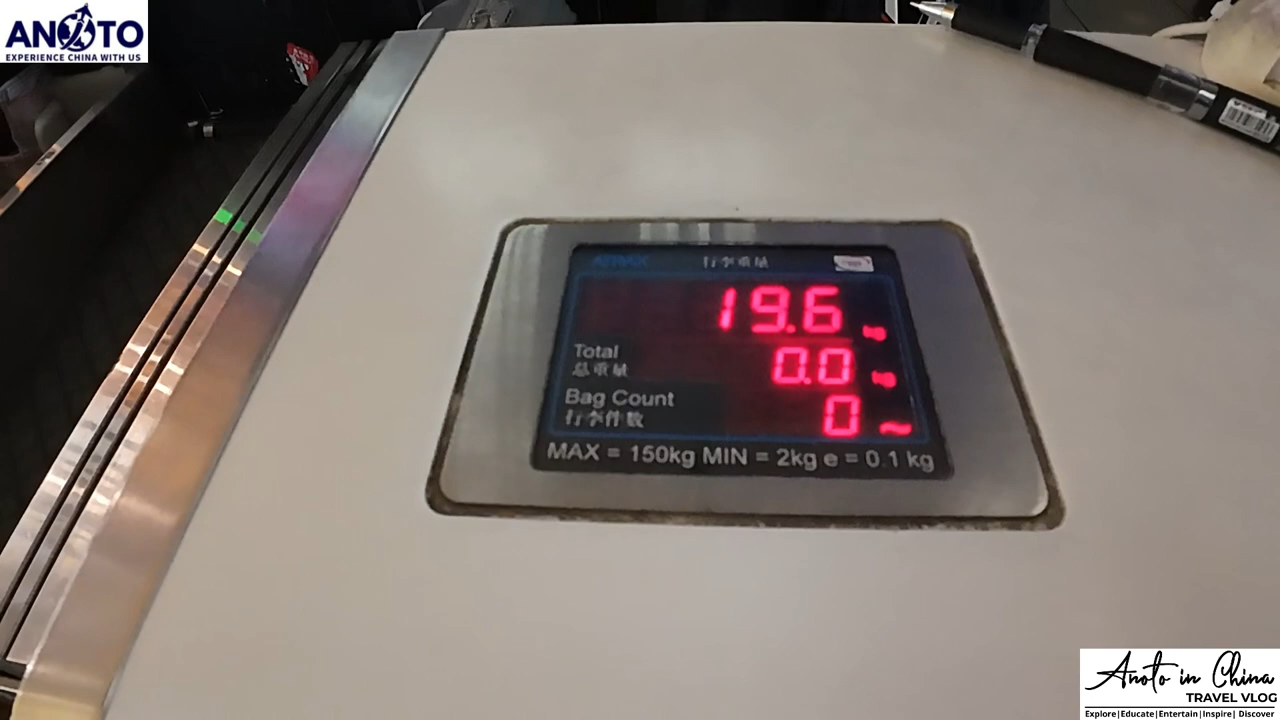 ANOTO
EXPERIENCE CHINA WITH US
行李重量
19.6 kg
Total
0.0 kg
总重量
Bag Count
0
行李件数
MAX = 150kg MIN = 2kg e = 0.1 kg
Anoto in China
TRAVEL VLOG
Explore|Educate|Entertain|Inspire| Discover